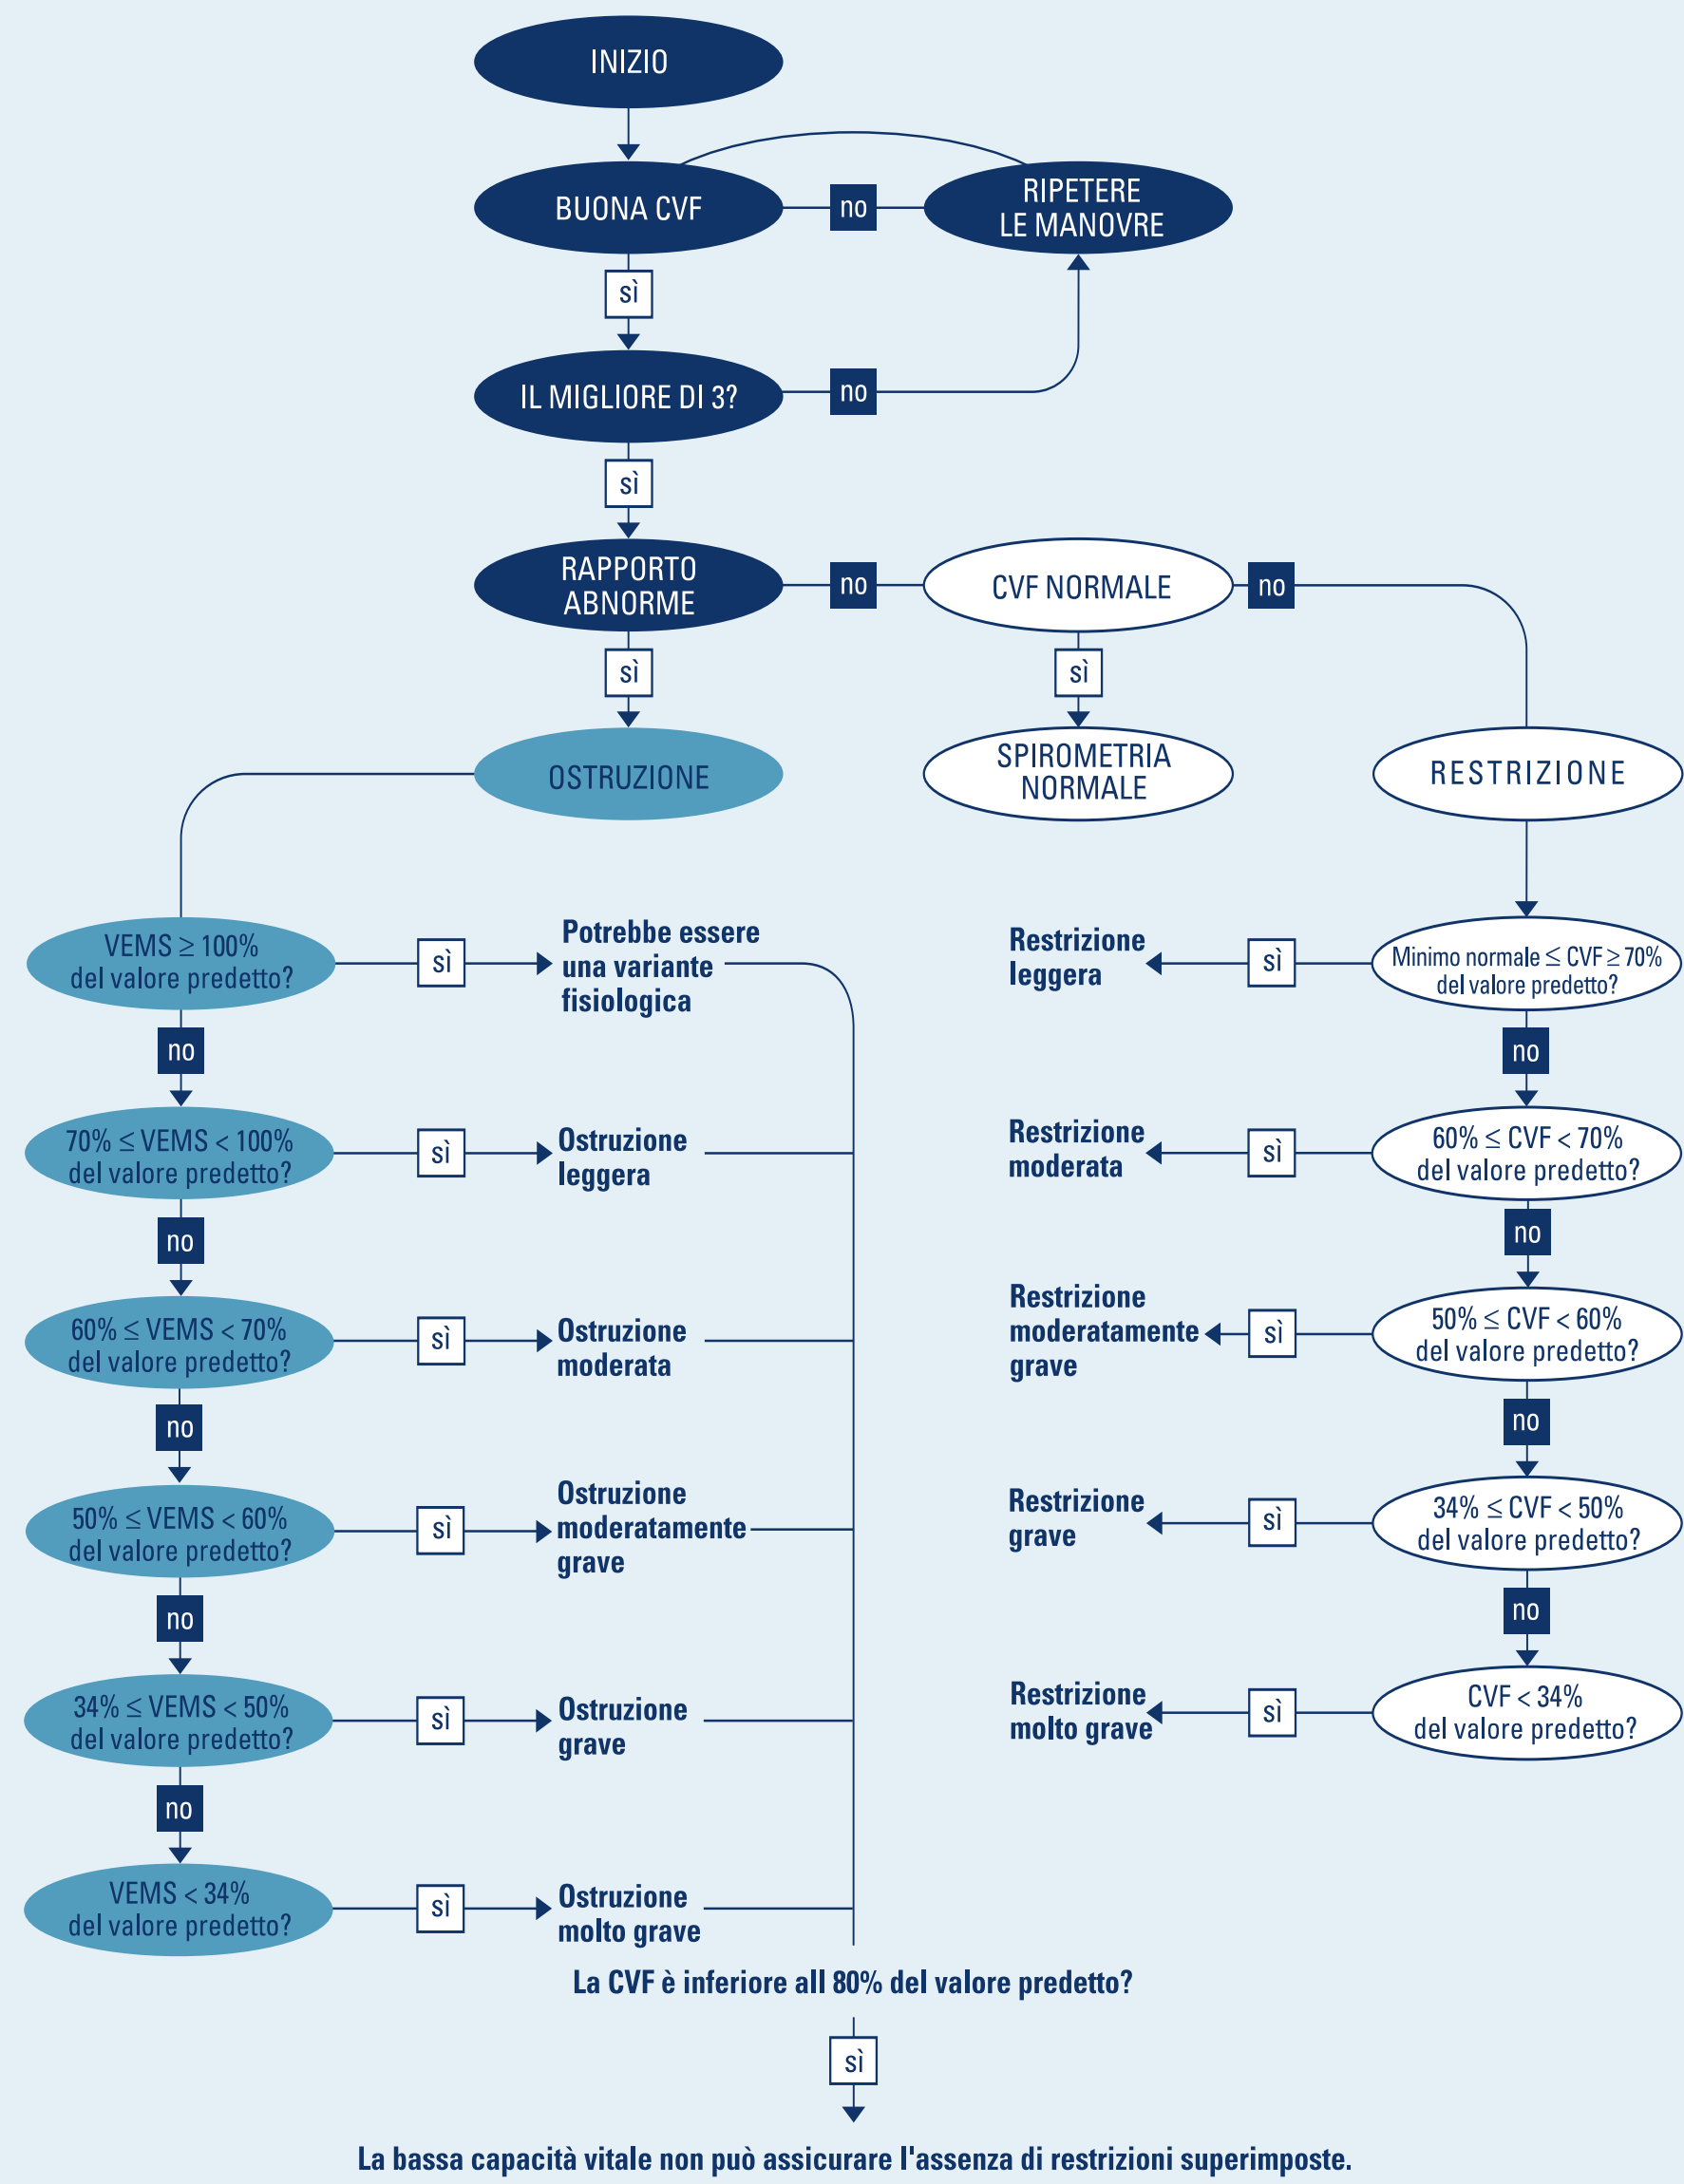 INIZIO
BUONA CVF
no
RIPETERE
LE MANOVRE
sì
IL MIGLIORE DI 3?
no
sì
RAPPORTO
ABNORME
no
CVF NORMALE
no
sì
sì
OSTRUZIONE
SPIROMETRIA
NORMALE
RESTRIZIONE
VEMS ≥ 100%
del valore predetto?
sì
Potrebbe essere
una variante
fisiologica
no
70% ≤ VEMS < 100%
del valore predetto?
sì
Ostruzione
leggera
no
60% ≤ VEMS < 70%
del valore predetto?
sì
Ostruzione
moderata
no
50% ≤ VEMS < 60%
del valore predetto?
sì
Ostruzione
moderatamente
grave
no
34% ≤ VEMS < 50%
del valore predetto?
sì
Ostruzione
grave
no
VEMS < 34%
del valore predetto?
sì
Ostruzione
molto grave
Restrizione
leggera
sì
Minimo normale ≤ CVF ≥ 70%
del valore predetto?
no
Restrizione
moderata
sì
60% ≤ CVF < 70%
del valore predetto?
no
Restrizione
moderatamente
grave
sì
50% ≤ CVF < 60%
del valore predetto?
no
Restrizione
grave
sì
34% ≤ CVF < 50%
del valore predetto?
no
Restrizione
molto grave
sì
CVF < 34%
del valore predetto?
La CVF è inferiore all 80% del valore predetto?
sì
La bassa capacità vitale non può assicurare l'assenza di restrizioni superimposte.